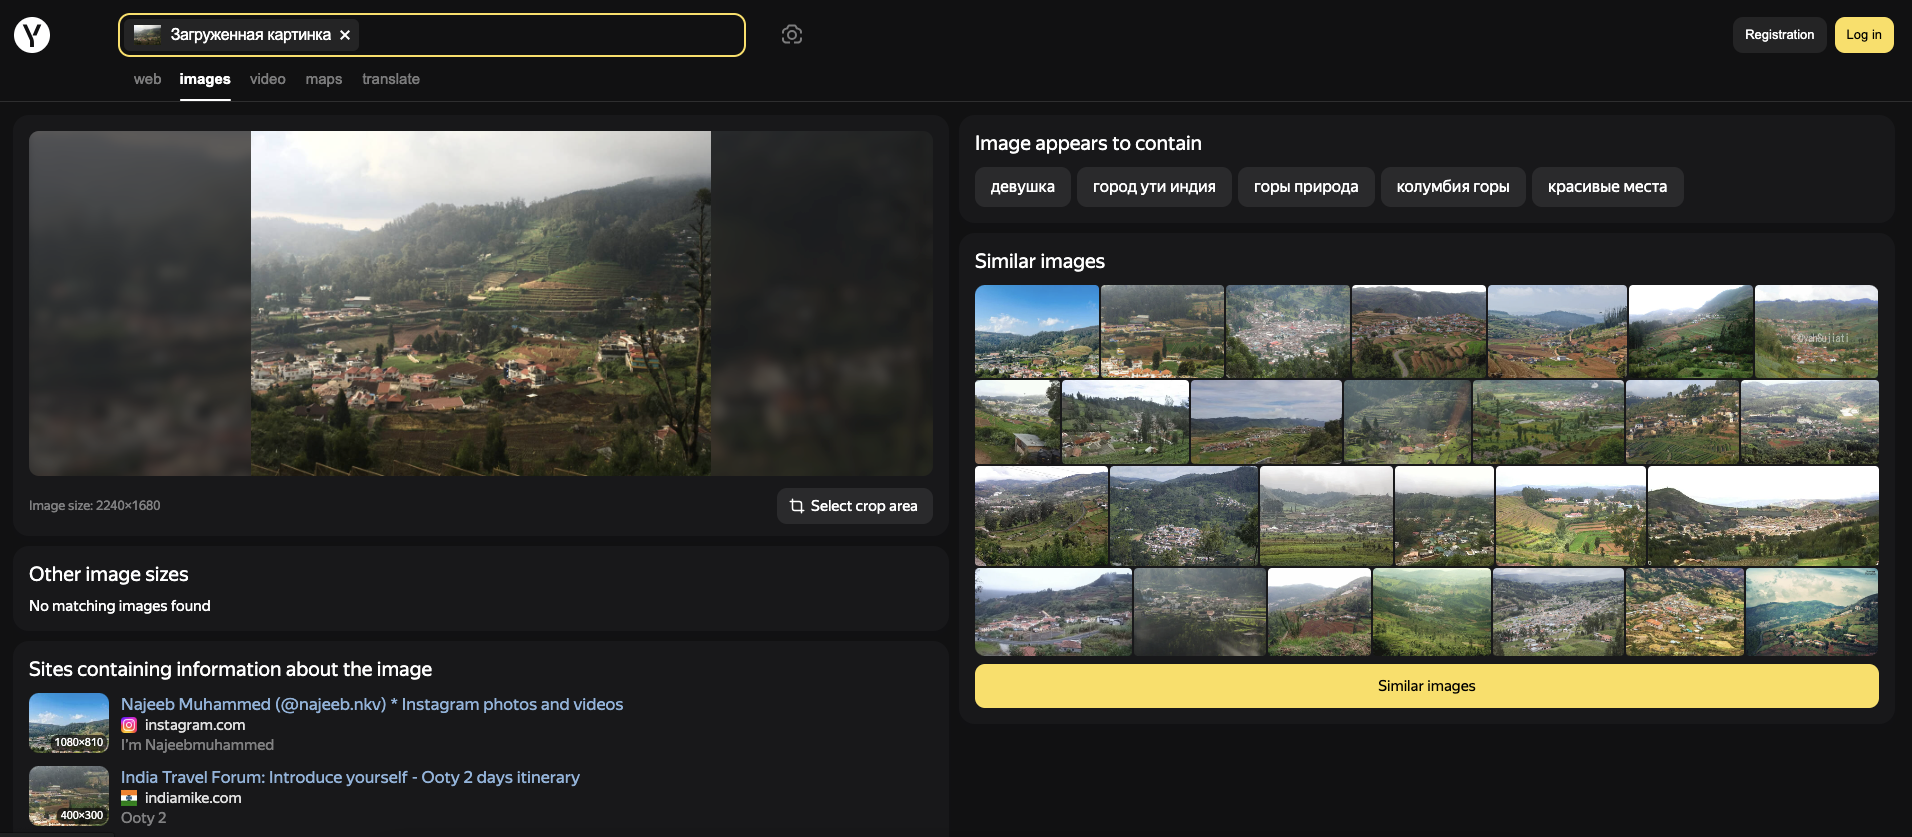 Y
Загруженная картинка
Registration
Log in
web images video maps translate
Image size: 2240×1680
Select crop area
Other image sizes
No matching images found
Sites containing information about the image
1080×810
Najeeb Muhammed (@najeeb.nkv) * Instagram photos and videos
instagram.com
I'm Najeebmuhammed
400×300
India Travel Forum: Introduce yourself - Ooty 2 days itinerary
indiamike.com
Ooty 2
Image appears to contain
девушка
город ути индия
горы природа
колумбия горы
красивые места
Similar images
Similar images